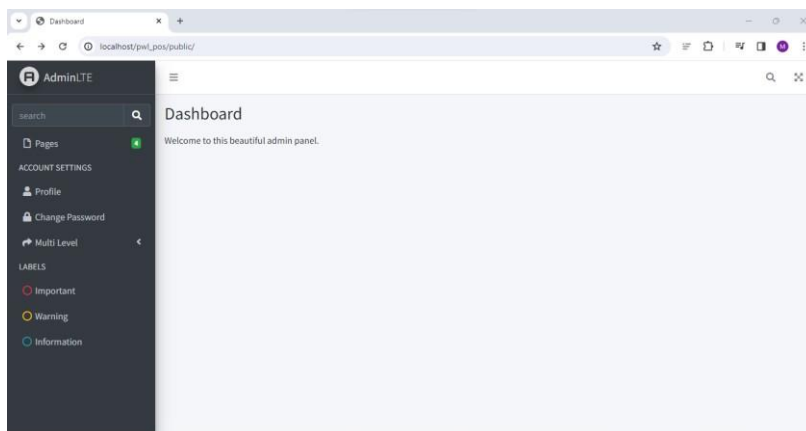 Dashboard
localhost/pwl_pos/public/
M
AdminLTE
search
Dashboard
Pages
4
Welcome to this beautiful admin panel.
ACCOUNT SETTINGS
Profile
Change Password
Multi Level
LABELS
Important
Warning
Information